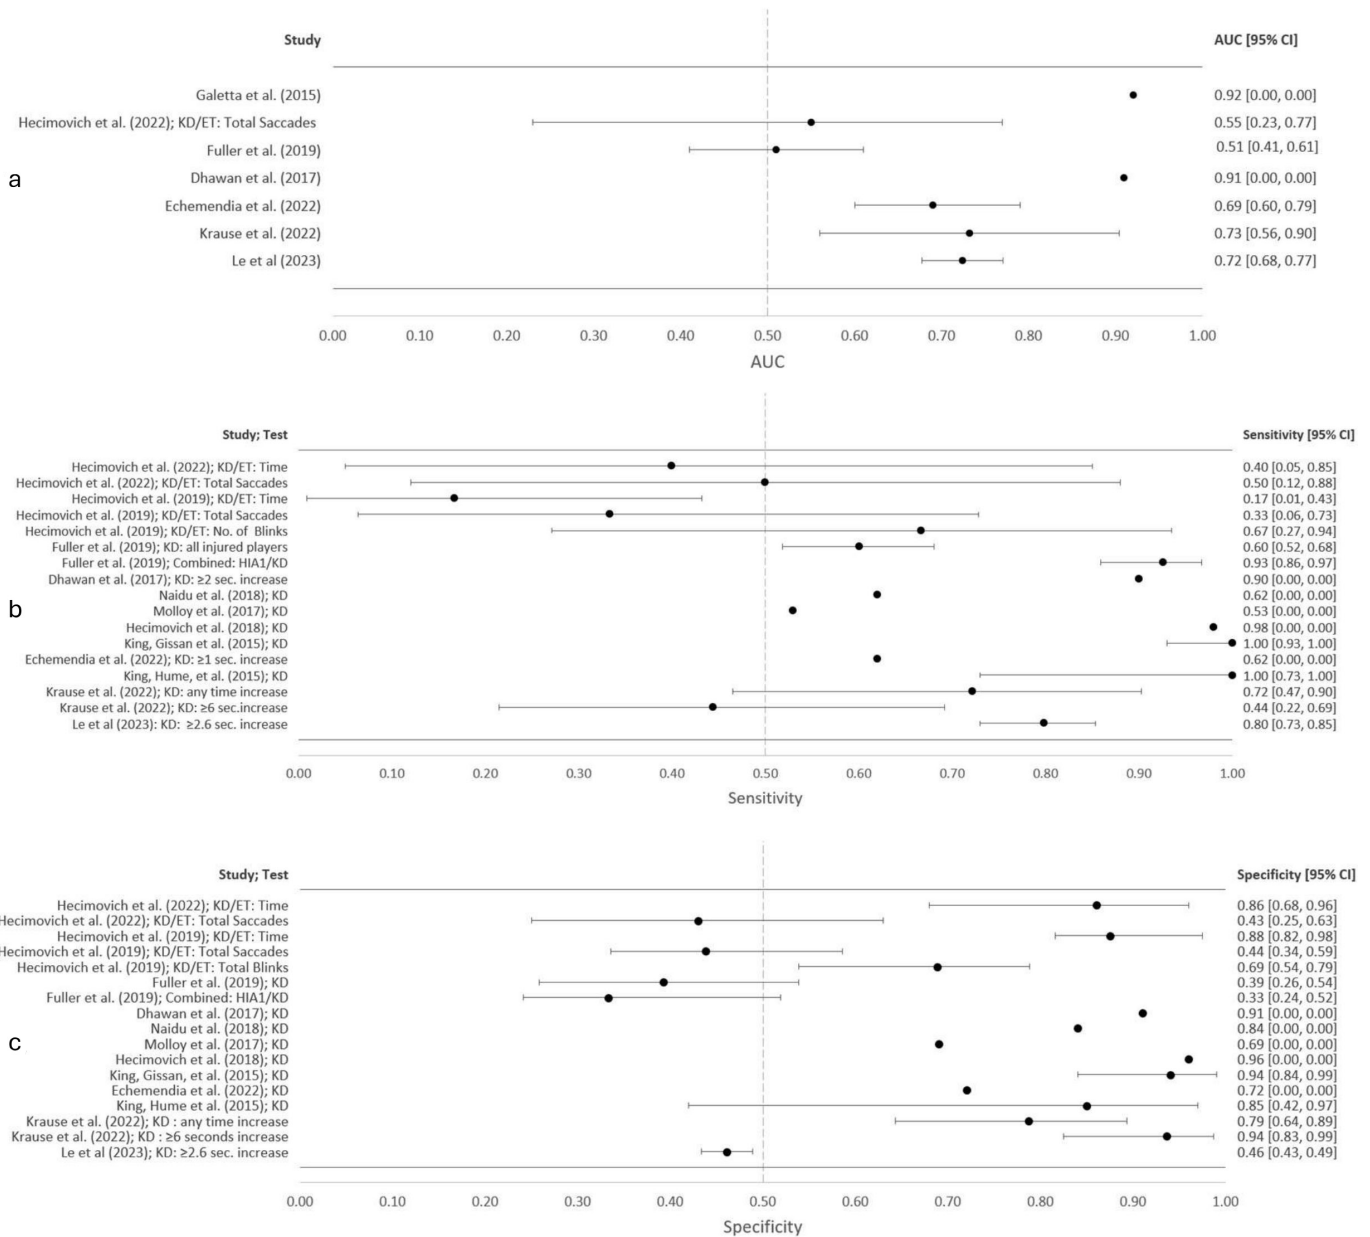 Study AUC [95% CI]
Galetta et al. (2015) 0.92 [0.00, 0.00]
Hecimovich et al. (2022); KD/ET: Total Saccades 0.55 [0.23, 0.77]
Fuller et al. (2019) 0.51 [0.41, 0.61]
a
Dhawan et al. (2017) 0.91 [0.00, 0.00]
Echemendia et al. (2022) 0.69 [0.60, 0.79]
Krause et al. (2022) 0.73 [0.56, 0.90]
Le et al (2023) 0.72 [0.68, 0.77]
0.00 0.10 0.20 0.30 0.40 0.50 0.60 0.70 0.80 0.90 1.00
AUC
Study; Test Sensitivity [95% CI]
Hecimovich et al. (2022); KD/ET: Time 0.40 [0.05, 0.85]
Hecimovich et al. (2022); KD/ET: Total Saccades 0.50 [0.12, 0.88]
Hecimovich et al. (2019); KD/ET: Time 0.17 [0.01, 0.43]
Hecimovich et al. (2019); KD/ET: Total Saccades 0.33 [0.06, 0.73]
Hecimovich et al. (2019); KD/ET: No. of Blinks 0.67 [0.27, 0.94]
Fuller et al. (2019); KD: all injured players 0.60 [0.52, 0.68]
Fuller et al. (2019); Combined: HIA1/KD 0.93 [0.86, 0.97]
Dhawan et al. (2017); KD: ≥2 sec. increase 0.90 [0.00, 0.00]
Naidu et al. (2018); KD 0.62 [0.00, 0.00]
b
Molloy et al. (2017); KD 0.53 [0.00, 0.00]
Hecimovich et al. (2018); KD 0.98 [0.00, 0.00]
King, Gissan et al. (2015); KD 1.00 [0.93, 1.00]
Echemendia et al. (2022); KD: ≥1 sec. increase 0.62 [0.00, 0.00]
King, Hume, et al. (2015); KD 1.00 [0.73, 1.00]
Krause et al. (2022); KD: any time increase 0.72 [0.47, 0.90]
Krause et al. (2022); KD: ≥6 sec.increase 0.44 [0.22, 0.69]
Le et al (2023): KD: ≥2.6 sec. increase 0.80 [0.73, 0.85]
0.00 0.10 0.20 0.30 0.40 0.50 0.60 0.70 0.80 0.90 1.00
Sensitivity
Study; Test Specificity [95% CI]
Hecimovich et al. (2022); KD/ET: Time 0.86 [0.68, 0.96]
Hecimovich et al. (2022); KD/ET: Total Saccades 0.43 [0.25, 0.63]
Hecimovich et al. (2019); KD/ET: Time 0.88 [0.82, 0.98]
Hecimovich et al. (2019); KD/ET: Total Saccades 0.44 [0.34, 0.59]
Hecimovich et al. (2019); KD/ET: Total Blinks 0.69 [0.54, 0.79]
Fuller et al. (2019); KD 0.39 [0.26, 0.54]
Fuller et al. (2019); Combined: HIA1/KD 0.33 [0.24, 0.52]
Dhawan et al. (2017); KD 0.91 [0.00, 0.00]
Naidu et al. (2018); KD 0.84 [0.00, 0.00]
c
Molloy et al. (2017); KD 0.69 [0.00, 0.00]
Hecimovich et al. (2018); KD 0.96 [0.00, 0.00]
King, Gissan, et al. (2015); KD 0.94 [0.84, 0.99]
Echemendia et al. (2022); KD 0.72 [0.00, 0.00]
King, Hume et al. (2015); KD 0.85 [0.42, 0.97]
Krause et al. (2022); KD : any time increase 0.79 [0.64, 0.89]
Krause et al. (2022); KD : ≥6 seconds increase 0.94 [0.83, 0.99]
Le et al (2023); KD: ≥2.6 sec. increase 0.46 [0.43, 0.49]
0.00 0.10 0.20 0.30 0.40 0.50 0.60 0.70 0.80 0.90 1.00
Specificity